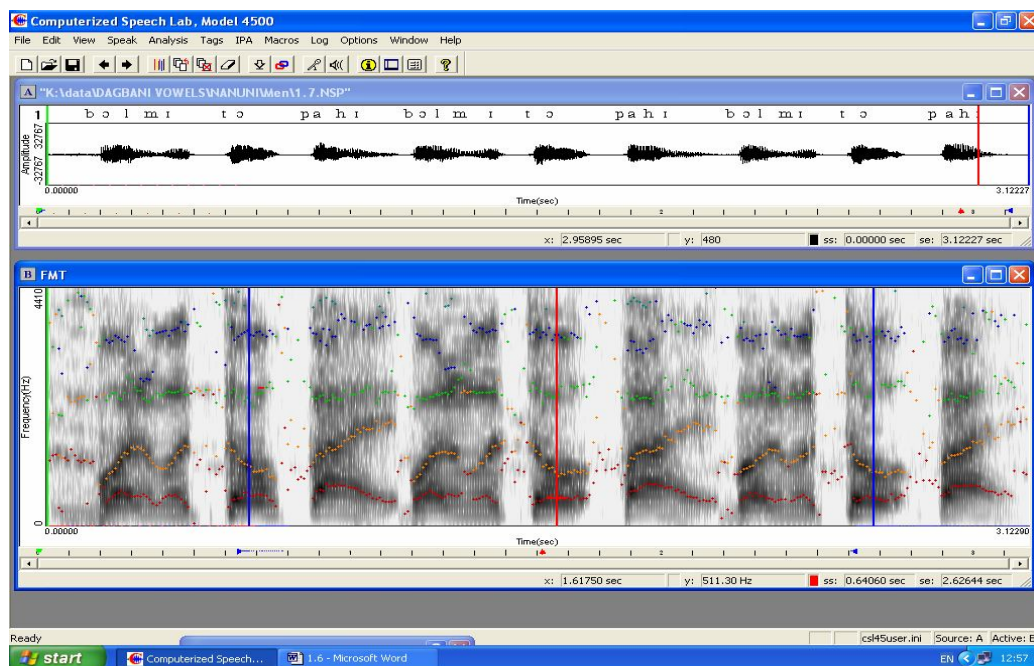 Computerized Speech Lab, Model 4500
File Edit View Speak Analysis Tags IPA Macros Log Options Window Help
A "K:\data\DAGBANI VOWELS\NANUNI\Men\1.7.NSP"
1 b ɔ l m ɪ t ɔ p a h ɪ b ɔ l m ɪ t ɔ p a h ɪ b ɔ l m ɪ t ɔ p a h ɪ
Amplitude
-32767 32767
0.00000 3.12227
Time(sec)
x: 2.95895 sec y: 480 ss: 0.00000 sec se: 3.12227 sec
B FMT
4410
Frequency(Hz)
0
0.00000 3.12290
Time(sec)
x: 1.61750 sec y: 511.30 Hz ss: 0.64060 sec se: 2.62644 sec
Ready csl45user.ini Source: A Active: B
start Computerized Speech... 1.6 - Microsoft Word EN 12:57